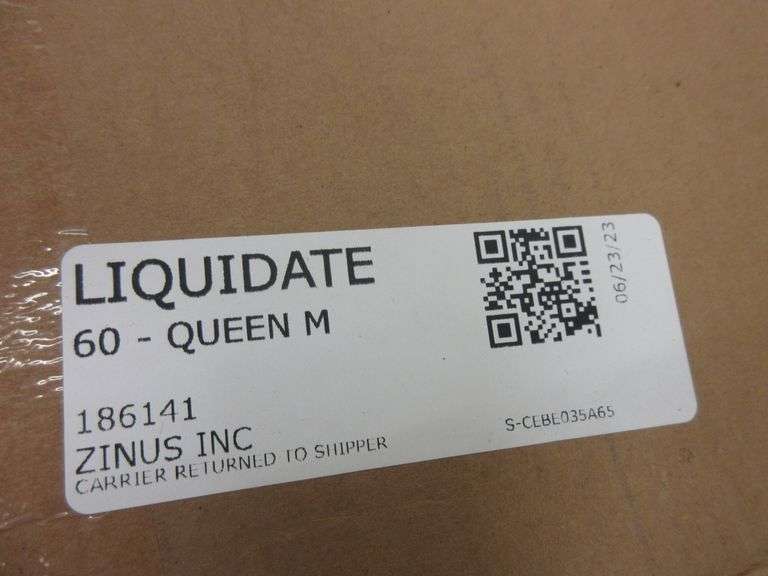 LIQUIDATE
60 - QUEEN M
06/23/23
186141
ZINUS INC
CARRIER RETURNED TO SHIPPER
S-CEBE035A65